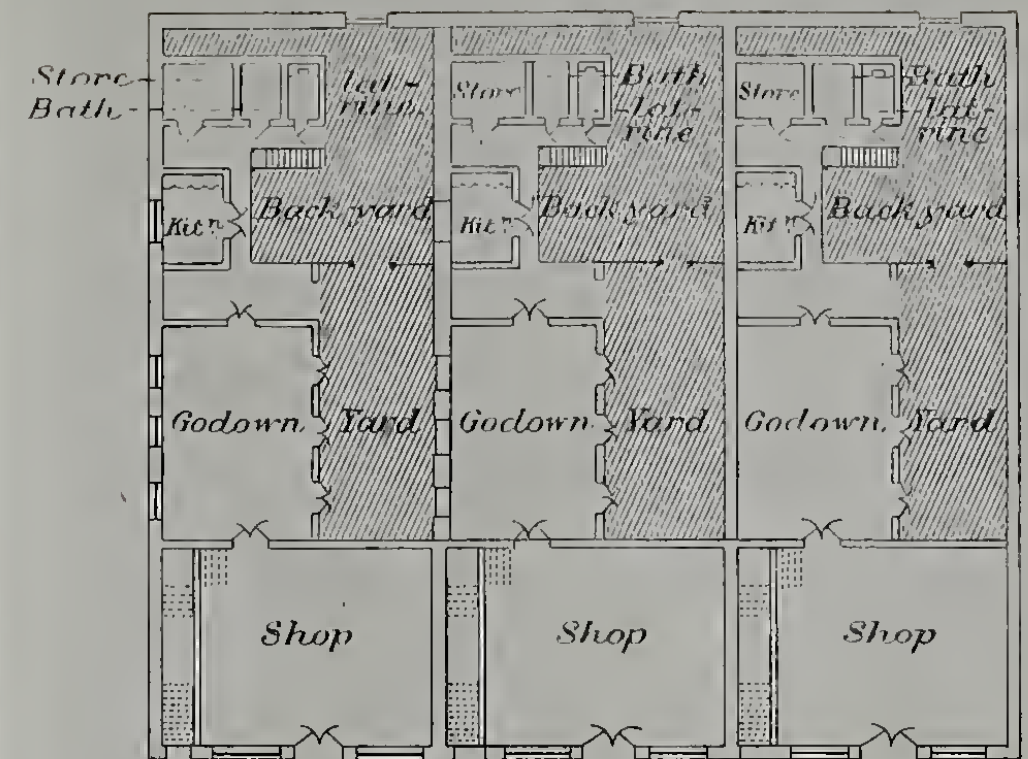 Store
Bath
lat-
rine.
Store
Bath
lat-
rine
Store
Bath
lat-
rine
Kitn
Back yard
Kitn
Back yard
Kitn
Back yard
Godown.
Yard
Godown.
Yard
Godown.
Yard
Shop
Shop
Shop